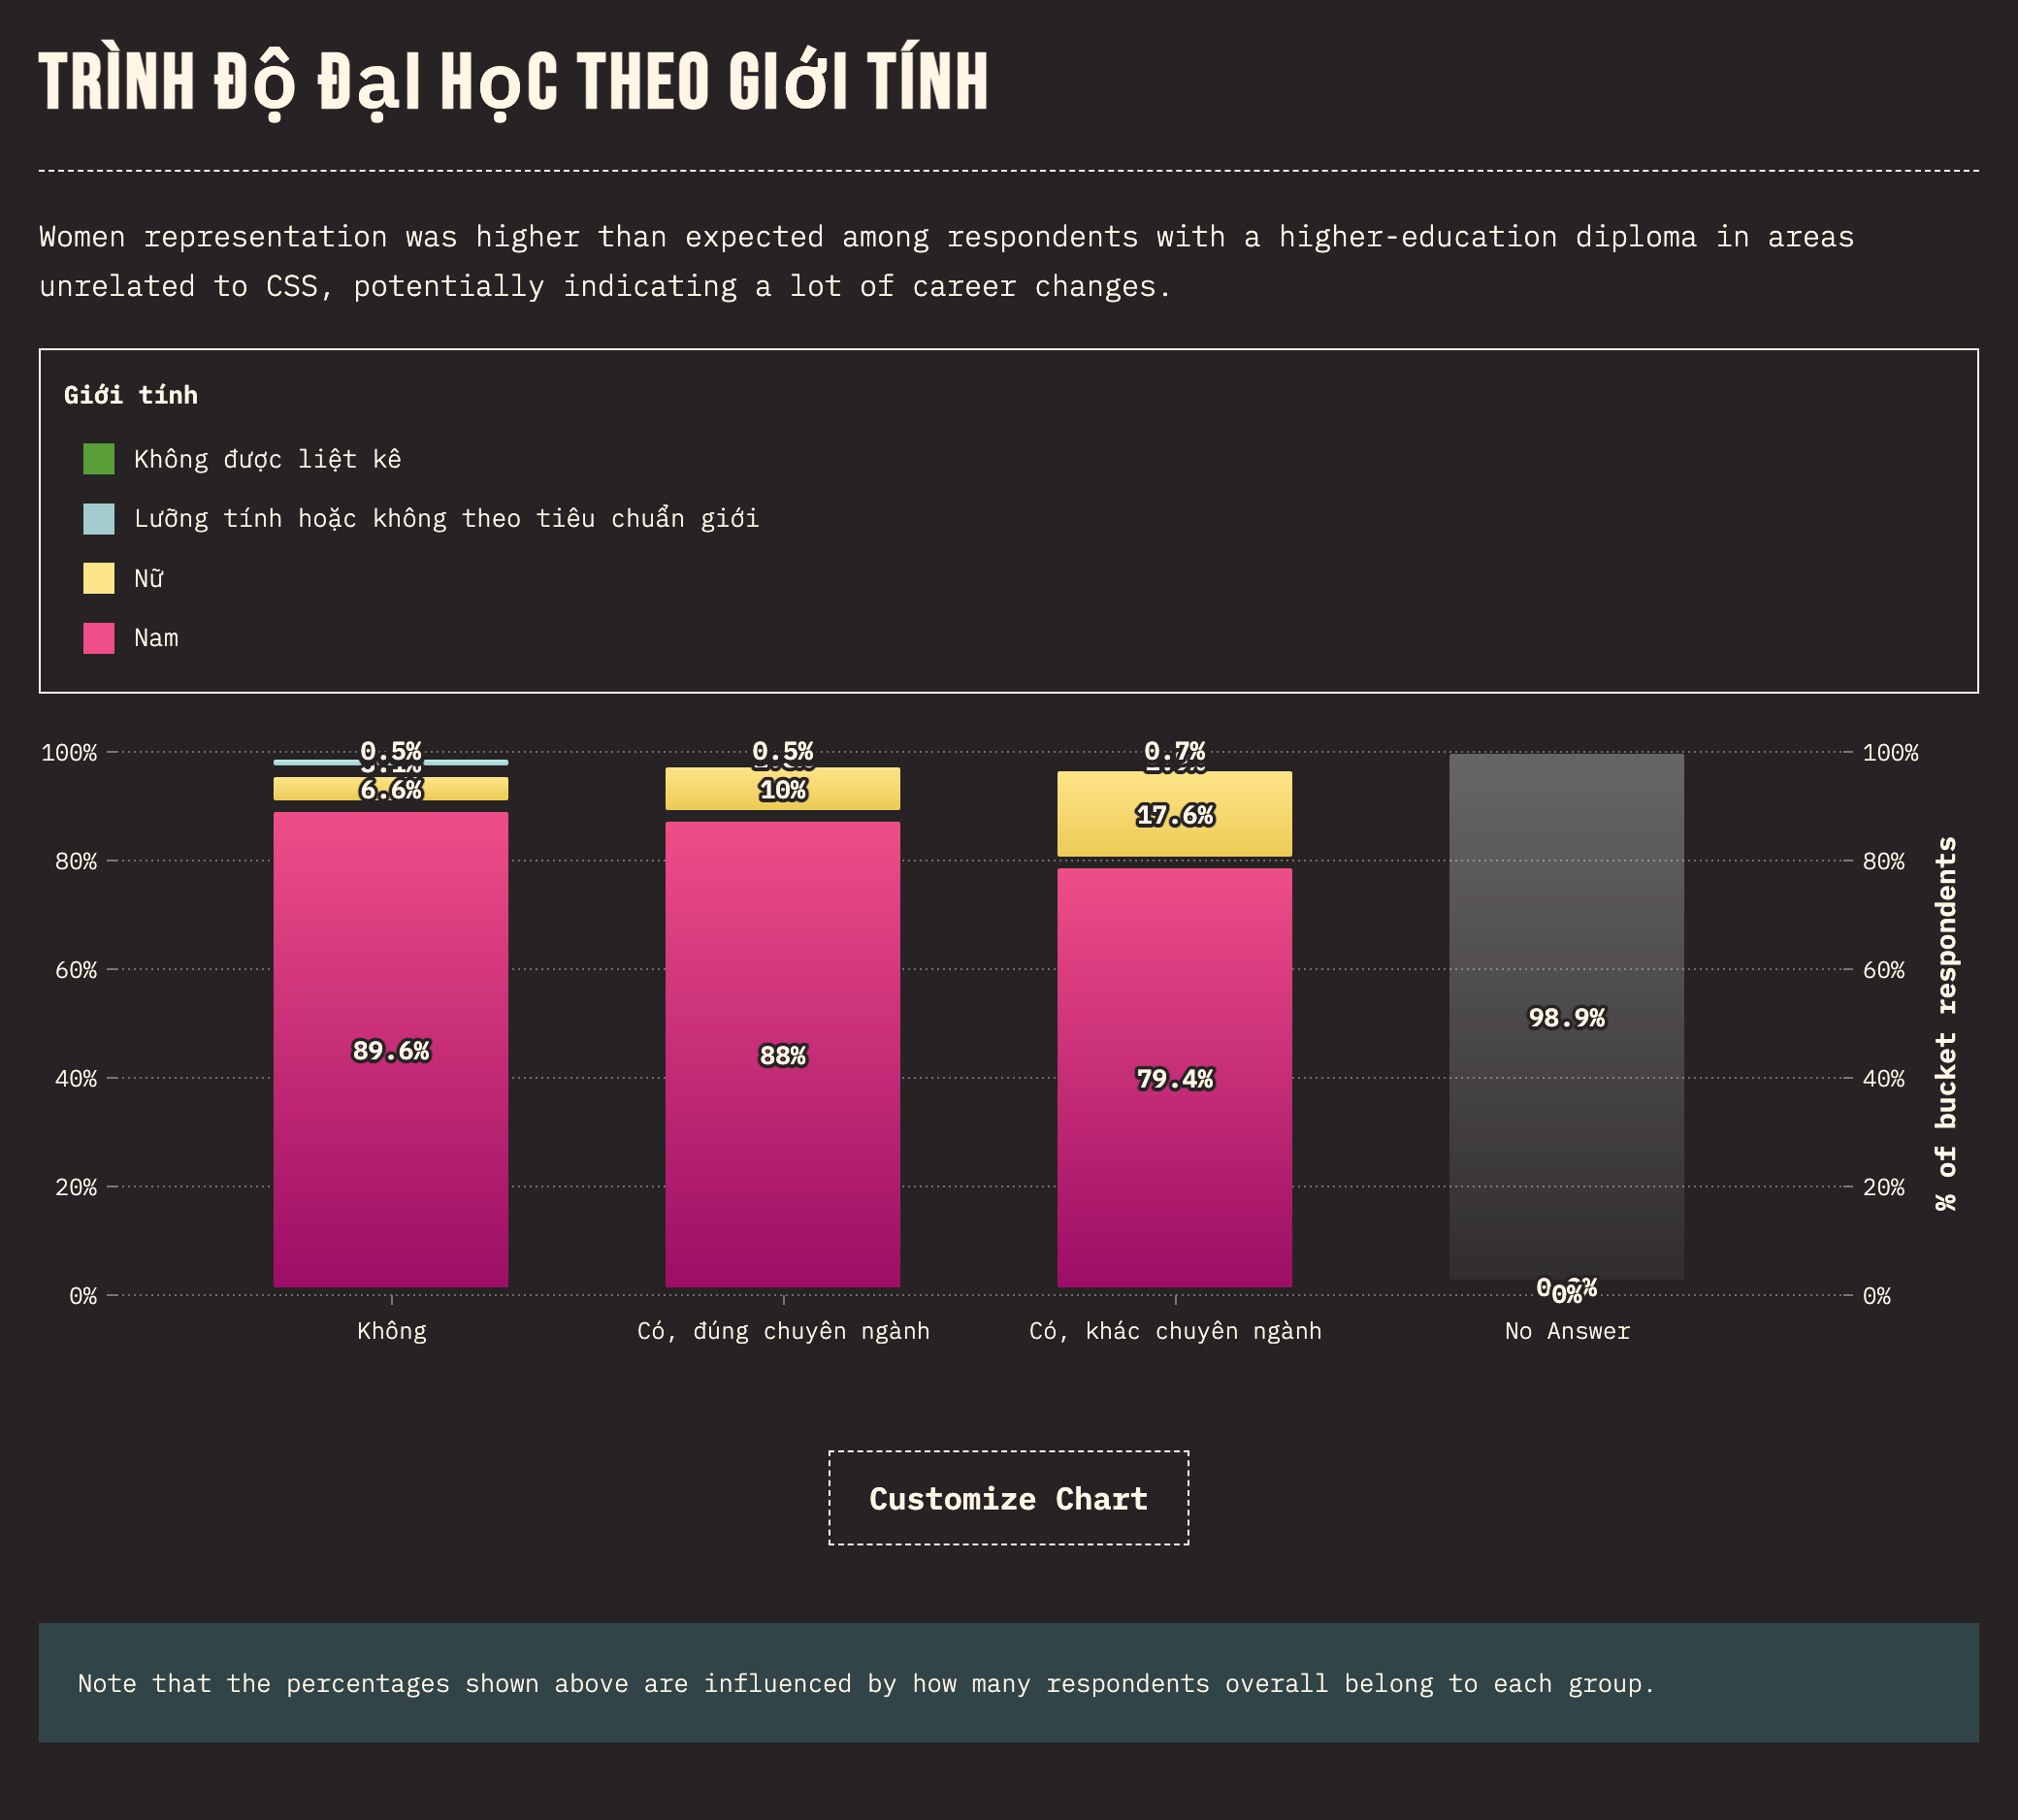 TRÌNH Độ ĐạI HọC THEO GIớI TÍNH
Women representation was higher than expected among respondents with a higher-education diploma in areas
unrelated to CSS, potentially indicating a lot of career changes.
Giới tính
Không được liệt kê
Lưỡng tính hoặc không theo tiêu chuẩn giới
Nữ
Nam
100% 0.5% 0.5% 0.7% 100%
6.6% 10%
17.6%
80% 80%
60% 60%
98.9%
89.6% 88%
40% 79.4% 40%
20% 20%
0% 0% 0%
Không Có, đúng chuyên ngành Có, khác chuyên ngành No Answer
% of bucket respondents
Customize Chart
Note that the percentages shown above are influenced by how many respondents overall belong to each group.